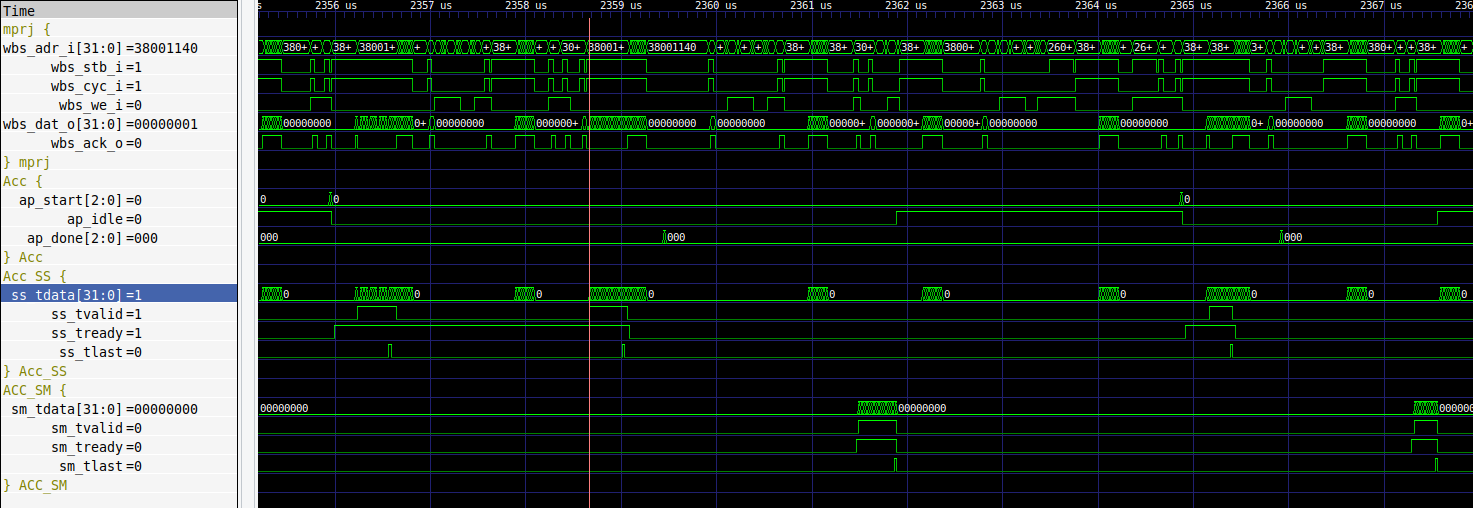 Time
s 2356 us 2357 us 2358 us 2359 us 2360 us 2361 us 2362 us 2363 us 2364 us 2365 us 2366 us 2367 us 236
mprj {
wbs_adr_i[31:0] =38001140 380+ + 38+ 38001+ + + 38+ + + 30+ 38001+ 38001140 + + + 38+ 38+ 30+ 38+ 3800+ + + 260+ 38+ + 26+ + 38+ 38+ 3+ + + + 38+ 380+ + + 38+ +
wbs_stb_i =1
wbs_cyc_i =1
wbs_we_i =0
wbs_dat_o[31:0] =00000001 00000000 0+ 00000000 000000+ 00000000 00000000 00000+ 000000+ 00000+ 00000000 00000000 0+ 00000000 00000000 0+
wbs_ack_o =0
} mprj
Acc {
ap_start[2:0] =0 0 0 0
ap_idle =0
ap_done[2:0] =000 000 000 000
} Acc
Acc SS {
ss_tdata[31:0] =1 0 0 0 0 0 0 0 0 0 0
ss_tvalid =1
ss_tready =1
ss_tlast =0
} Acc_SS
ACC_SM {
sm_tdata[31:0] =00000000 00000000 00000000 000000
sm_tvalid =0
sm_tready =0
sm_tlast =0
} ACC_SM